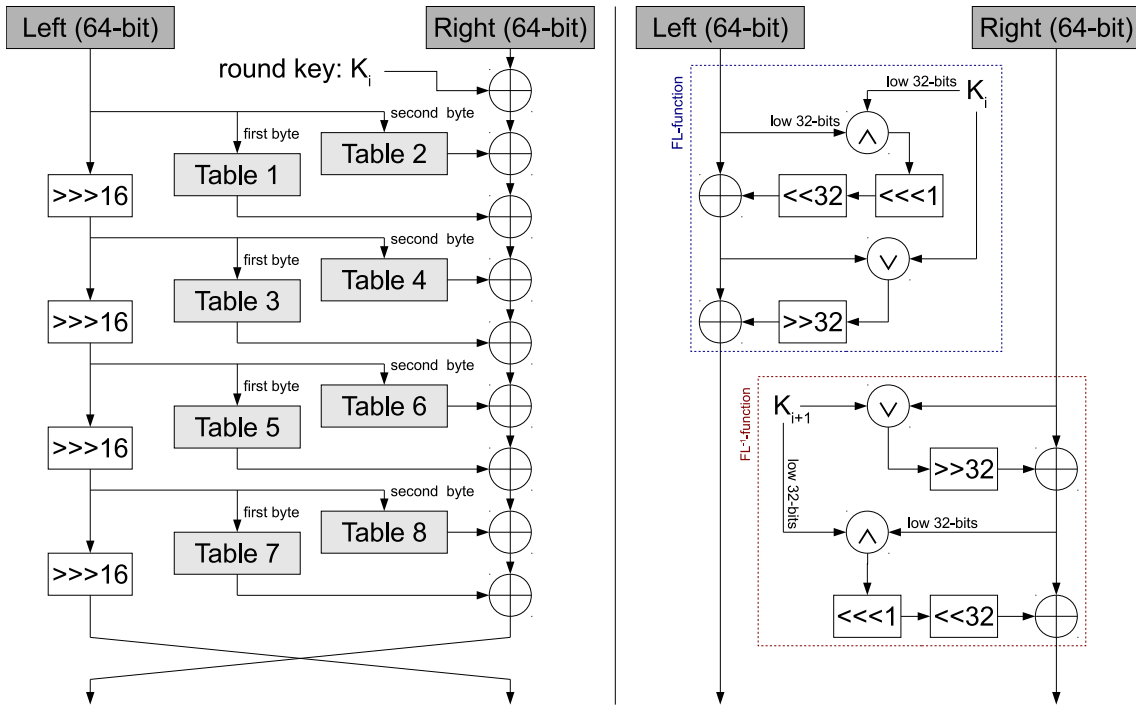 Left (64-bit)
Right (64-bit)
round key: Ki
second byte
first byte
Table 2
Table 1
>>>16
second byte
first byte
Table 4
Table 3
>>>16
second byte
first byte
Table 6
Table 5
>>>16
second byte
first byte
Table 8
Table 7
>>>16
Left (64-bit)
Right (64-bit)
FL-function
low 32-bits
Ki
low 32-bits
∧
<<32
<<<1
∨
>>32
FL-1-function
Ki+1
∨
>>32
low 32-bits
low 32-bits
∧
<<<1
<<32